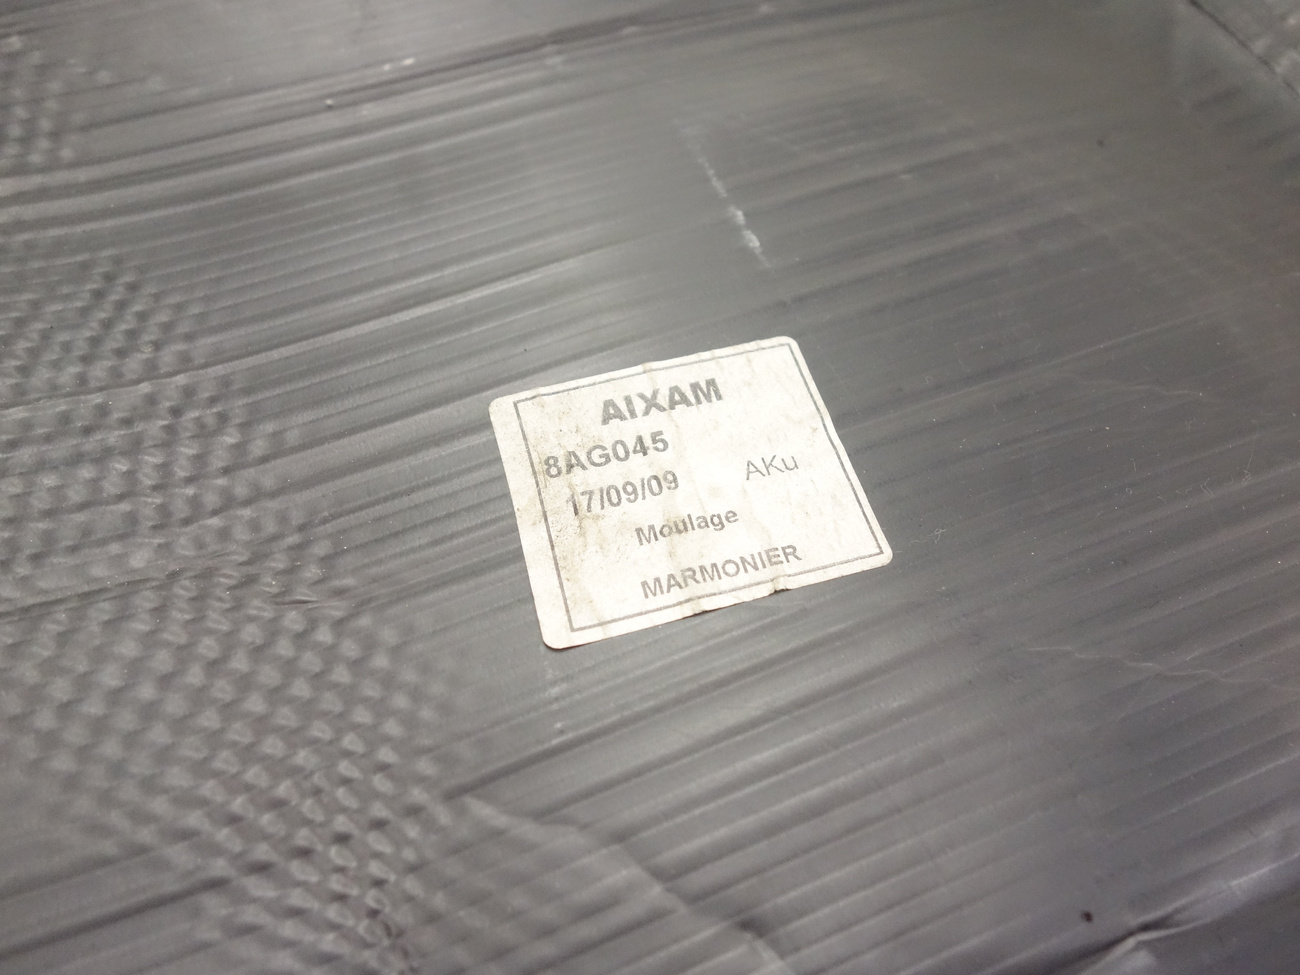 AIXAM
8AG045
17/09/09 AKu
Moulage
MARMONIER